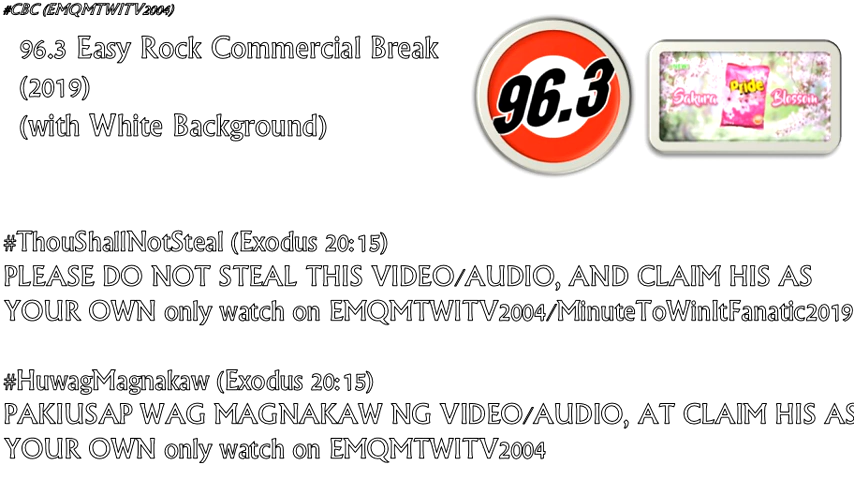 #CBC (EMQMTWITV2004)
96.3 Easy Rock Commercial Break
(2019)
(with White Background)
96.3
Pride
Sakura Blossom
#ThouShallNotSteal (Exodus 20:15)
PLEASE DO NOT STEAL THIS VIDEO/AUDIO, AND CLAIM HIS AS
YOUR OWN only watch on EMQMTWITV2004/MinuteToWinItFanatic2019
#HuwagMagnakaw (Exodus 20:15)
PAKIUSAP WAG MAGNAKAW NG VIDEO/AUDIO, AT CLAIM HIS AS
YOUR OWN only watch on EMQMTWITV2004